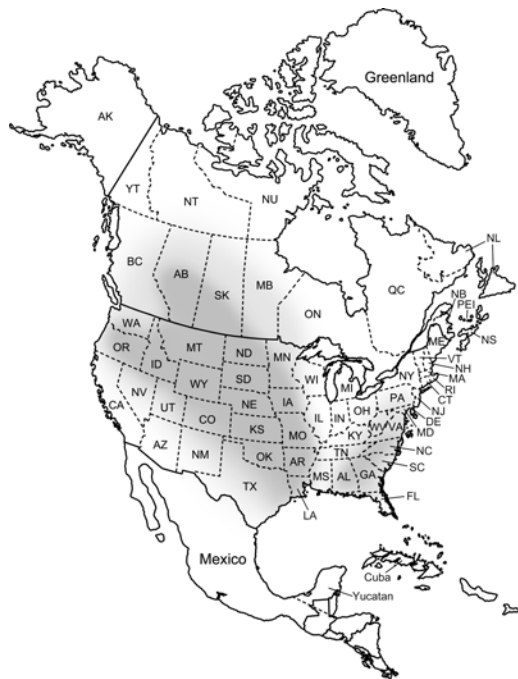 Greenland
AK
YT
NT
NU
NL
BC
AB
SK
MB
ON
QC
NB
PEI
NS
WA
OR
ID
MT
ND
MN
ME
VT
NH
MA
RI
CT
NY
WI
MI
SD
WY
NE
IA
PA
NJ
DE
MD
NV
UT
CO
KS
MO
IL
IN
OH
WV
VA
KY
CA
AZ
NM
OK
AR
TN
NC
SC
MS
AL
GA
TX
LA
FL
Mexico
Cuba
Yucatan